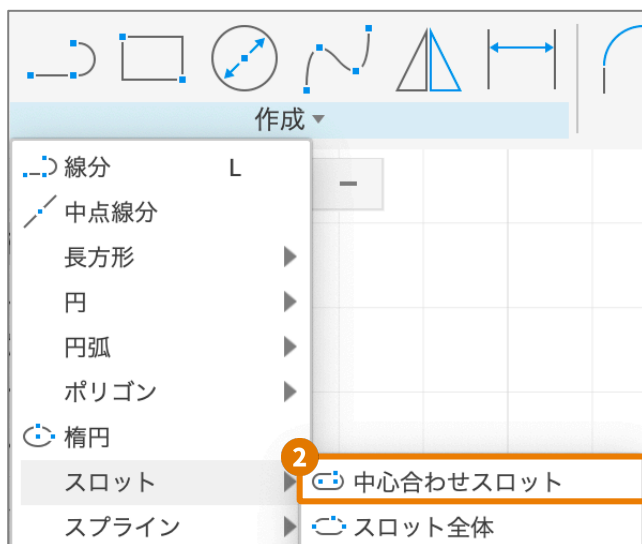 作成
線分 L
中点線分
長方形
円
円弧
ポリゴン
楕円
2
スロット 中心合わせスロット
スプライン スロット全体